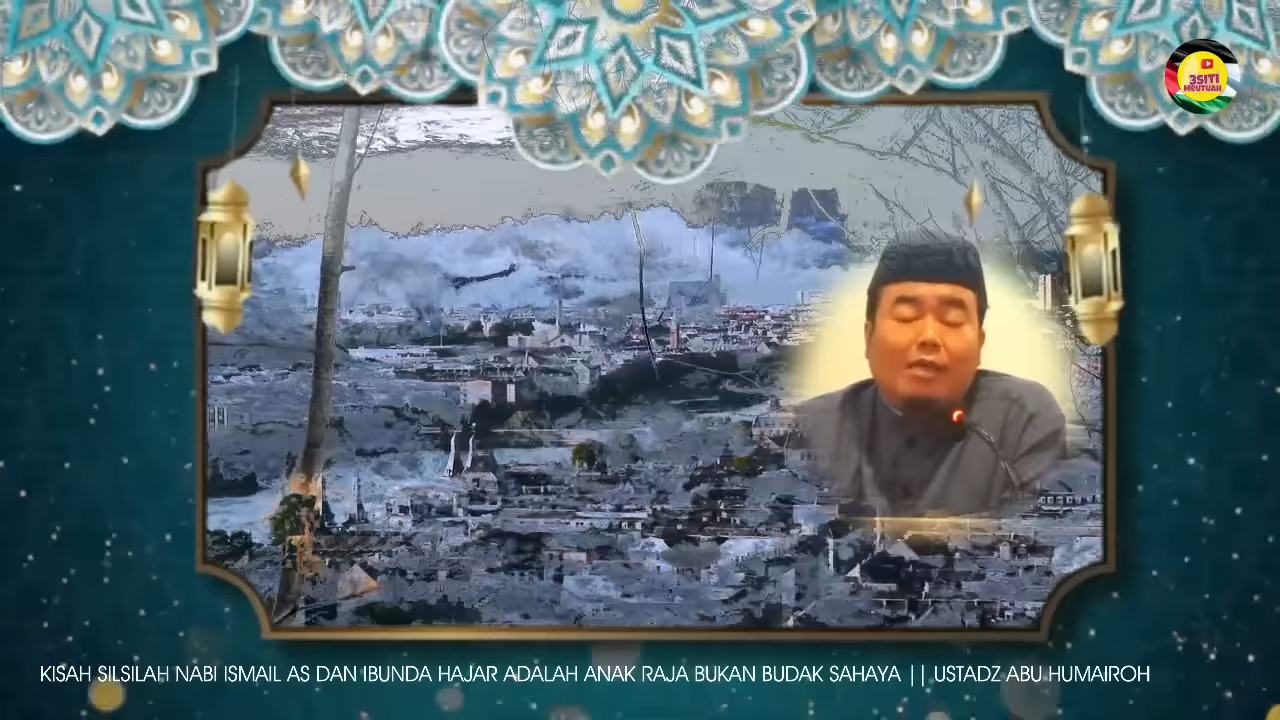 3SITI
MEUTUAH
KISAH SILSILAH NABI ISMAIL AS DAN IBUNDA HAJAR ADALAH ANAK RAJA BUKAN BUDAK SAHAYA || USTADZ ABU HUMAIROH